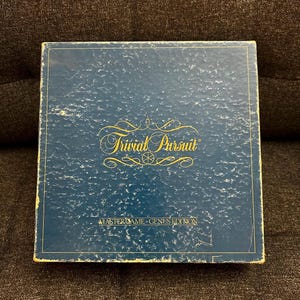 Trivial Pursuit
MASTER GAME - GENUS EDITION